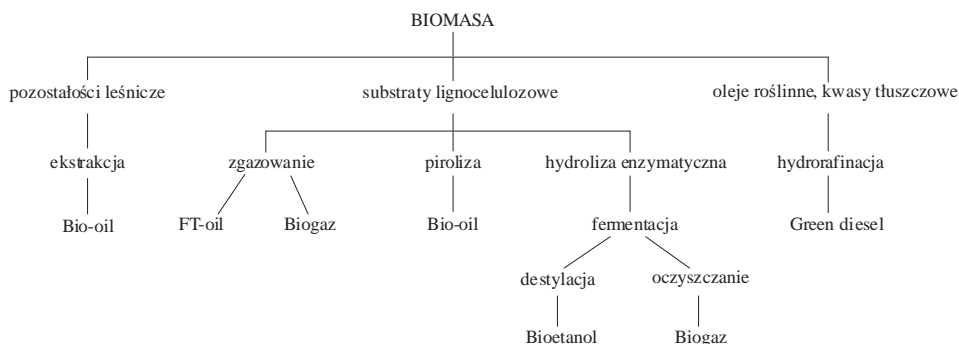 BIOMASA
pozostałości leśnicze substraty lignocelulozowe oleje roślinne, kwasy tłuszczowe
ekstrakcja zgazowanie piroliza hydroliza enzymatyczna hydrorafinacja
Bio-oil FT-oil Biogaz Bio-oil fermentacja Green diesel
destylacja oczyszczanie
Bioetanol Biogaz